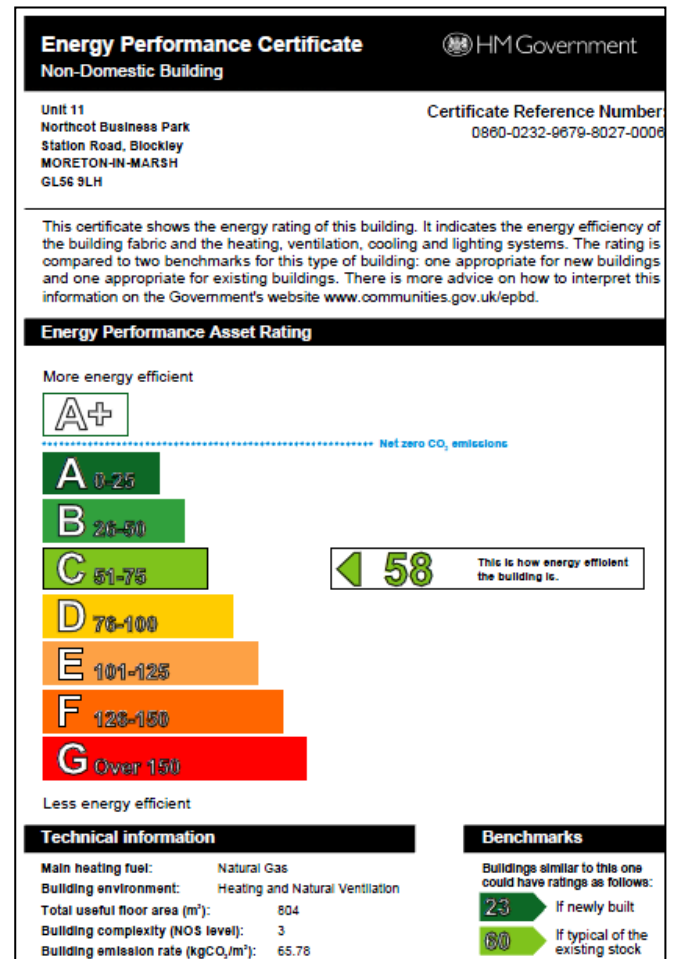 Energy Performance Certificate
HM Government
Non-Domestic Building
Unit 11
Northcot Business Park
Station Road, Blockley
MORETON-IN-MARSH
GL56 9LH
Certificate Reference Number:
0860-0232-9679-8027-0006
This certificate shows the energy rating of this building. It indicates the energy efficiency of
the building fabric and the heating, ventilation, cooling and lighting systems. The rating is
compared to two benchmarks for this type of building: one appropriate for new buildings
and one appropriate for existing buildings. There is more advice on how to interpret this
information on the Government's website www.communities.gov.uk/epbd.
Energy Performance Asset Rating
More energy efficient
A+
Net zero CO₂ emissions
A 0-25
B 26-50
C 51-75
58
This is how energy efficient
the building is.
D 76-100
E 101-125
F 126-150
G Over 150
Less energy efficient
Technical information
Main heating fuel: Natural Gas
Building environment: Heating and Natural Ventilation
Total useful floor area (m²): 804
Building complexity (NOS level): 3
Building emission rate (kgCO₂/m²): 65.78
Benchmarks
Buildings similar to this one
could have ratings as follows:
23 If newly built
60 If typical of the
existing stock